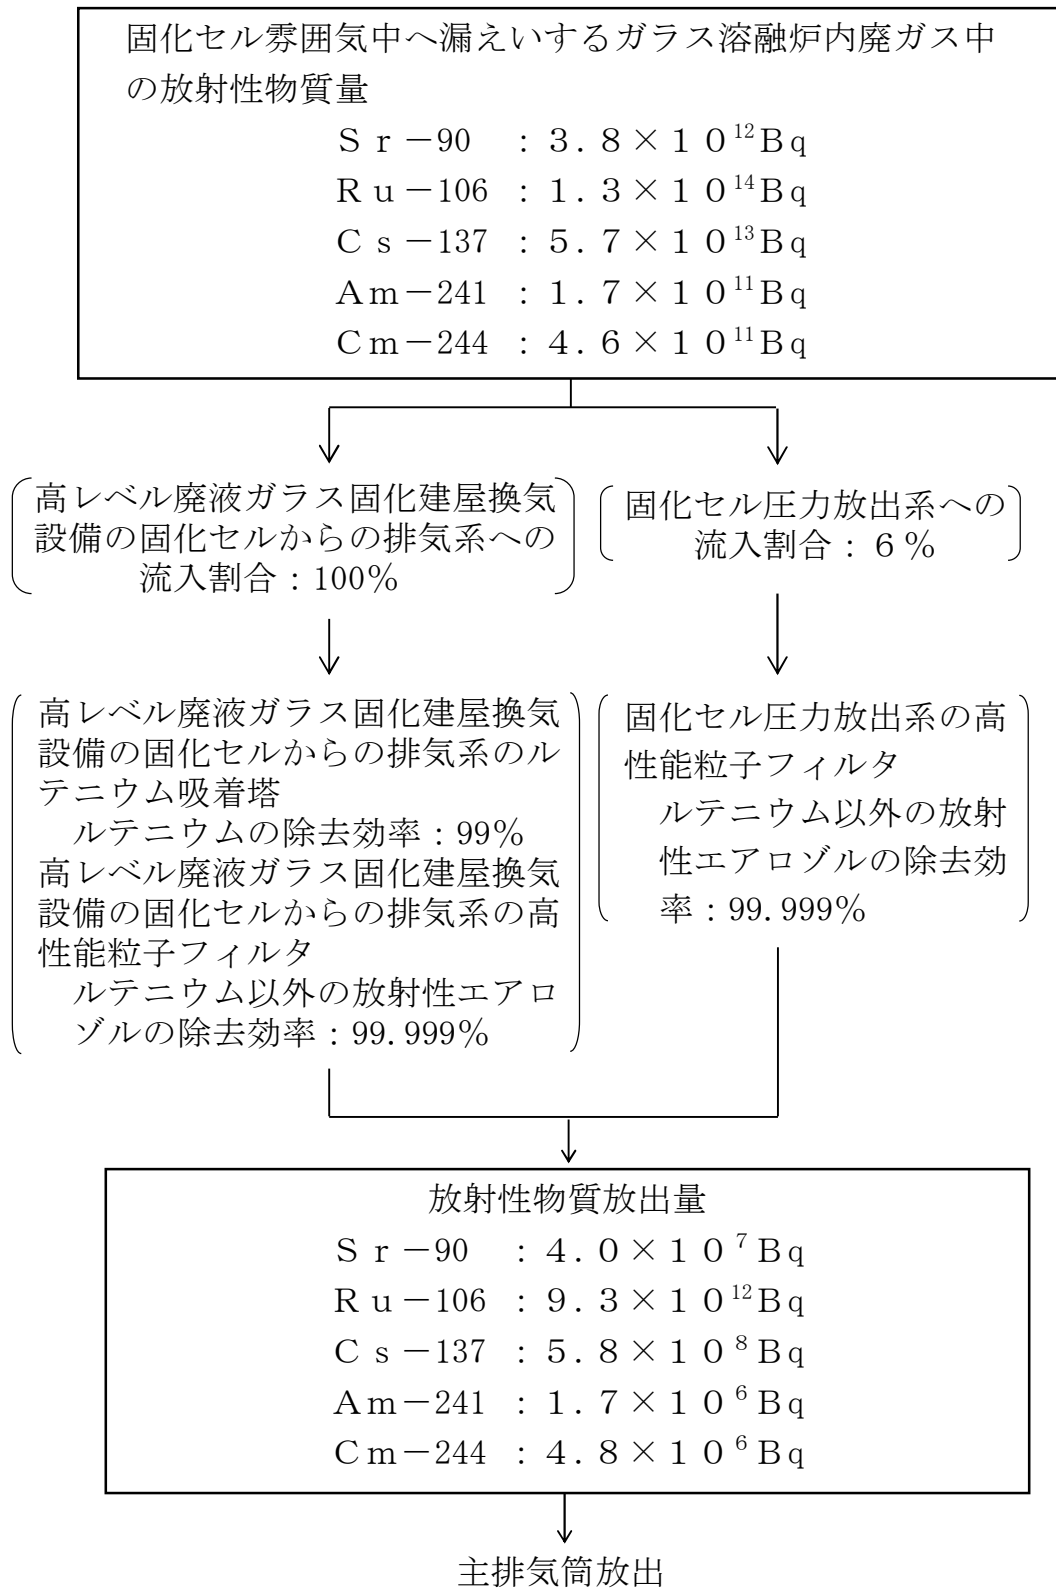 固化セル雰囲気中へ漏えいするガラス溶融炉内廃ガス中
の放射性物質量
Ｓｒ－90 ：３.８×１０¹²Ｂq
Ｒｕ－106 ：１.３×１０¹⁴Ｂq
Ｃｓ－137 ：５.７×１０¹³Ｂq
Ａｍ－241 ：１.７×１０¹¹Ｂq
Ｃｍ－244 ：４.６×１０¹¹Ｂq
高レベル廃液ガラス固化建屋換気
設備の固化セルからの排気系への
流入割合：100％
固化セル圧力放出系への
流入割合：６％
高レベル廃液ガラス固化建屋換気
設備の固化セルからの排気系のル
テニウム吸着塔
ルテニウムの除去効率：99％
高レベル廃液ガラス固化建屋換気
設備の固化セルからの排気系の高
性能粒子フィルタ
ルテニウム以外の放射性エアロ
ゾルの除去効率：99.999％
固化セル圧力放出系の高
性能粒子フィルタ
ルテニウム以外の放射
性エアロゾルの除去効
率：99.999％
放射性物質放出量
Ｓｒ－90 ：４.０×１０⁷Ｂq
Ｒｕ－106 ：９.３×１０¹²Ｂq
Ｃｓ－137 ：５.８×１０⁸Ｂq
Ａｍ－241 ：１.７×１０⁶Ｂq
Ｃｍ－244 ：４.８×１０⁶Ｂq
主排気筒放出